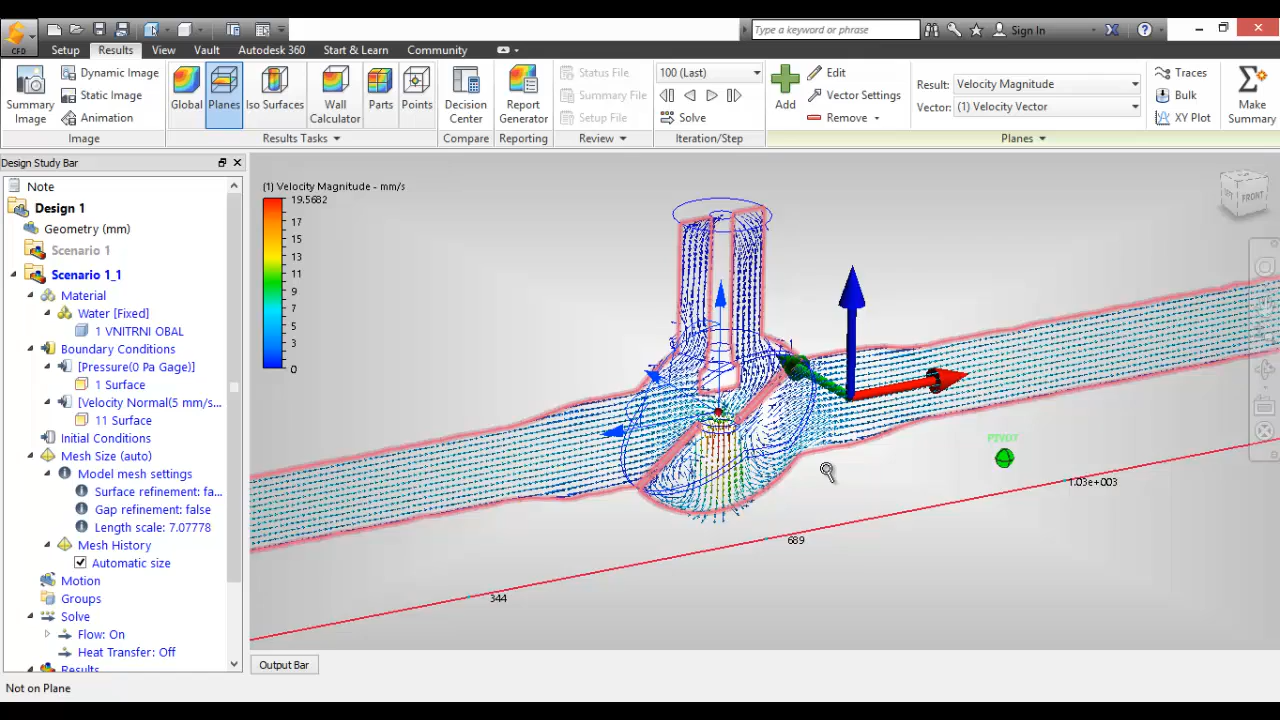 Type a keyword or phrase
Sign In
CFD
Setup
Results
View
Vault
Autodesk 360
Start & Learn
Community
Summary Image
Dynamic Image
Static Image
Animation
Image
Global
Planes
Iso Surfaces
Wall Calculator
Parts
Points
Results Tasks
Decision Center
Compare
Report Generator
Reporting
Status File
Summary File
Setup File
Review
100 (Last)
Solve
Iteration/Step
Add
Edit
Vector Settings
Remove
Result: Velocity Magnitude
Vector: (1) Velocity Vector
Planes
Traces
Bulk
XY Plot
Make Summary
Design Study Bar
Note
Design 1
Geometry (mm)
Scenario 1
Scenario 1_1
Material
Water [Fixed]
1 VNITRNI OBAL
Boundary Conditions
[Pressure(0 Pa Gage)]
1 Surface
[Velocity Normal(5 mm/s...
11 Surface
Initial Conditions
Mesh Size (auto)
Model mesh settings
Surface refinement: fa...
Gap refinement: false
Length scale: 7.07778
Mesh History
Automatic size
Motion
Groups
Solve
Flow: On
Heat Transfer: Off
Results
(1) Velocity Magnitude - mm/s
19.5682
17
15
13
11
9
7
5
3
0
FRONT
PIVOT
1.03e+003
689
344
Output Bar
Not on Plane